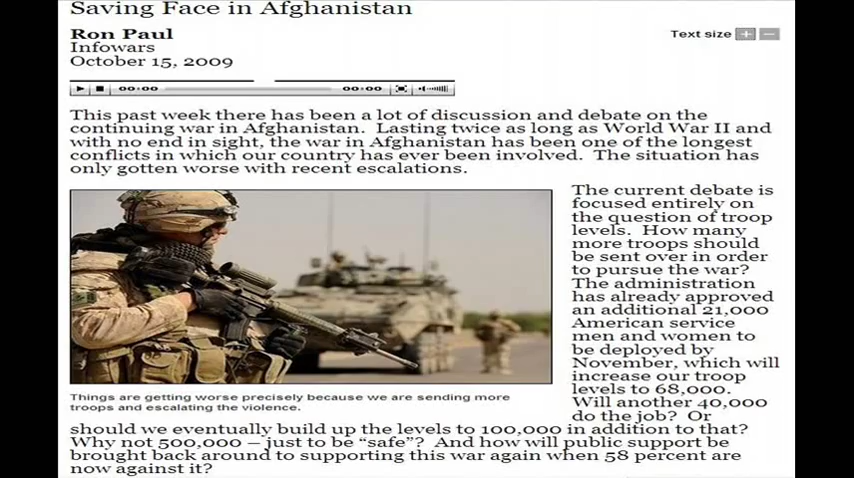 Saving Face in Afghanistan
Ron Paul
Text size + −
Infowars
October 15, 2009
00:00 00:00
This past week there has been a lot of discussion and debate on the
continuing war in Afghanistan.  Lasting twice as long as World War II and
with no end in sight, the war in Afghanistan has been one of the longest
conflicts in which our country has ever been involved.  The situation has
only gotten worse with recent escalations.
The current debate is
focused entirely on
the question of troop
levels.  How many
more troops should
be sent over in order
to pursue the war?
The administration
has already approved
an additional 21,000
American service
men and women to
be deployed by
November, which will
increase our troop
levels to 68,000.
Will another 40,000
do the job?  Or
should we eventually build up the levels to 100,000 in addition to that?
Why not 500,000 – just to be “safe”?  And how will public support be
brought back around to supporting this war again when 58 percent are
now against it?
Things are getting worse precisely because we are sending more
troops and escalating the violence.